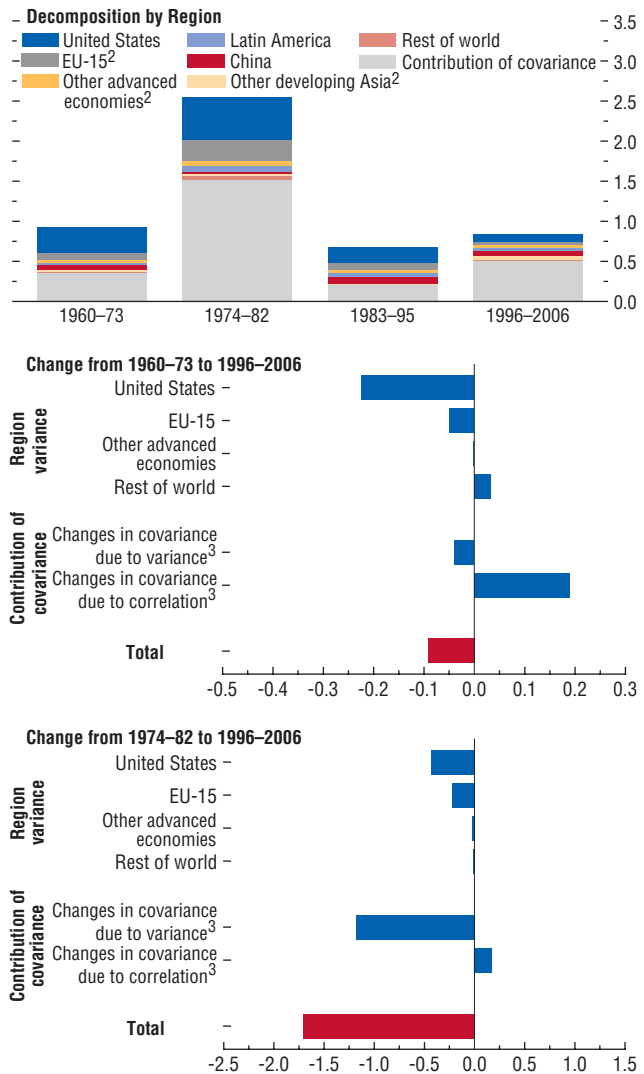 Decomposition by Region
United States
Latin America
Rest of world
EU-15²
China
Contribution of covariance
Other advanced
economies²
Other developing Asia²
3.5
3.0
2.5
2.0
1.5
1.0
0.5
0.0
1960–73
1974–82
1983–95
1996–2006
Change from 1960–73 to 1996–2006
Region
variance
United States
EU-15
Other advanced
economies
Rest of world
Contribution of
covariance
Changes in covariance
due to variance³
Changes in covariance
due to correlation³
Total
-0.5 -0.4 -0.3 -0.2 -0.1 0.0 0.1 0.2 0.3
Change from 1974–82 to 1996–2006
Region
variance
United States
EU-15
Other advanced
economies
Rest of world
Contribution of
covariance
Changes in covariance
due to variance³
Changes in covariance
due to correlation³
Total
-2.5 -2.0 -1.5 -1.0 -0.5 0.0 0.5 1.0 1.5